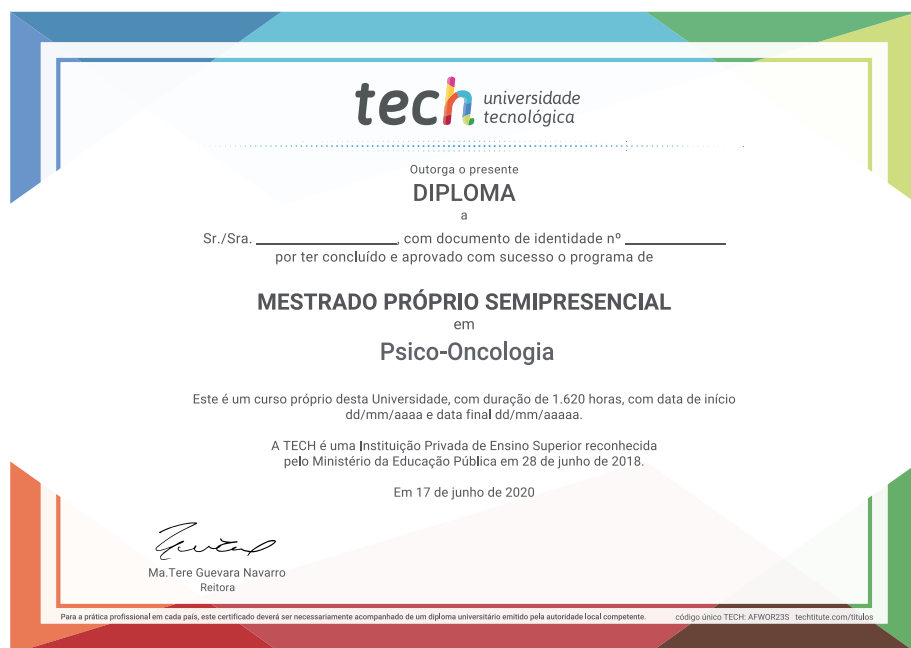 tech universidade
tecnológica
Outorga o presente
DIPLOMA
a
Sr./Sra. ____________________, com documento de identidade nº ______________
por ter concluído e aprovado com sucesso o programa de
MESTRADO PRÓPRIO SEMIPRESENCIAL
em
Psico-Oncologia
Este é um curso próprio desta Universidade, com duração de 1.620 horas, com data de início
dd/mm/aaaa e data final dd/mm/aaaaa.
A TECH é uma Instituição Privada de Ensino Superior reconhecida
pelo Ministério da Educação Pública em 28 de junho de 2018.
Em 17 de junho de 2020
Ma.Tere Guevara Navarro
Reitora
Para a prática profissional em cada país, este certificado deverá ser necessariamente acompanhado de um diploma universitário emitido pela autoridade local competente. código único TECH: AFWOR23S techtitute.com/titulos